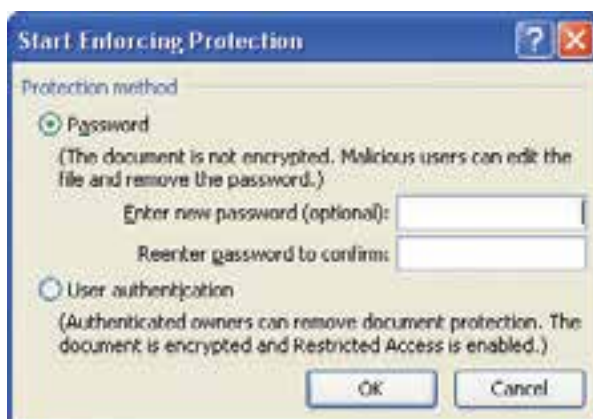 Start Enforcing Protection
Protection method
Password
(The document is not encrypted. Malicious users can edit the
file and remove the password.)
Enter new password (optional):
Reenter password to confirm:
User authentication
(Authenticated owners can remove document protection. The
document is encrypted and Restricted Access is enabled.)
OK Cancel